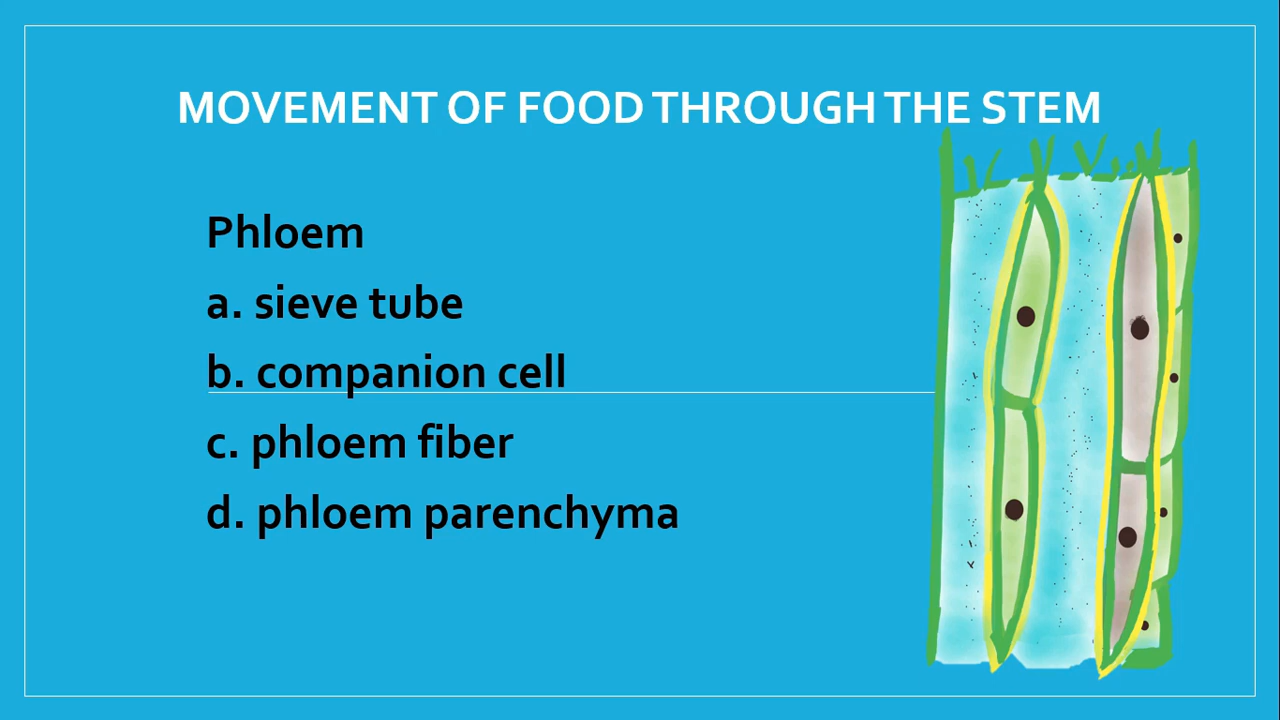 MOVEMENT OF FOOD THROUGH THE STEM
Phloem
a. sieve tube
b. companion cell
c. phloem fiber
d. phloem parenchyma